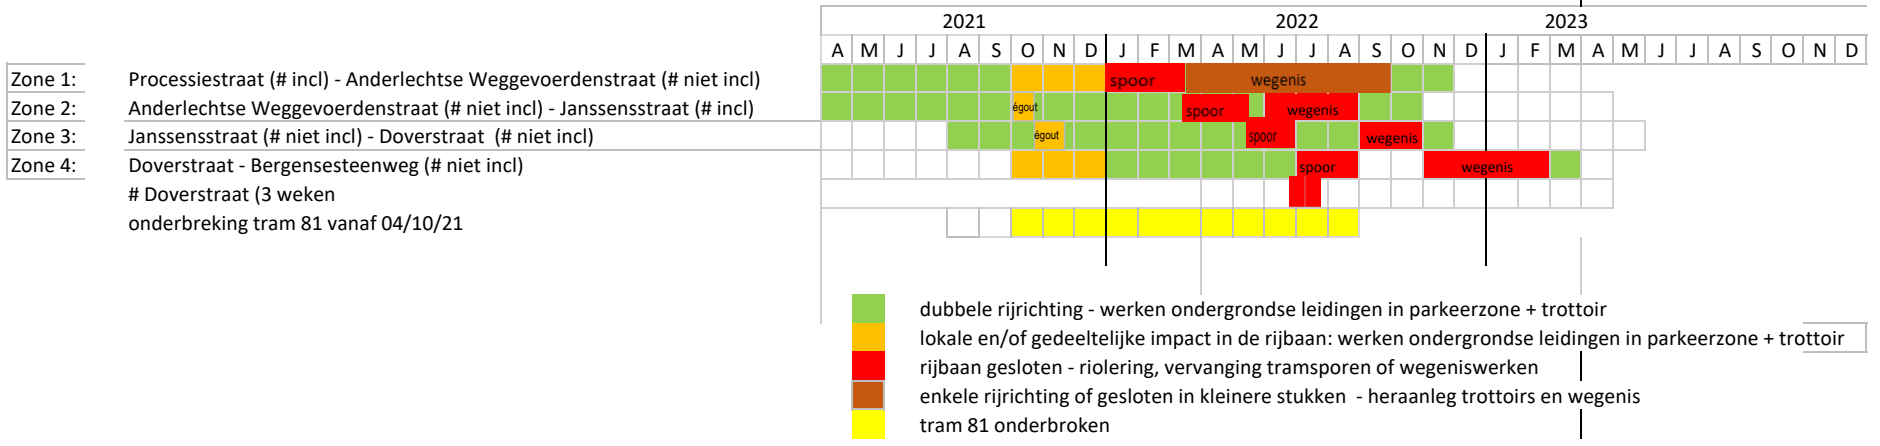 2021 2022 2023
A M J J A S O N D J F M A M J J A S O N D J F M A M J J A S O N D
Zone 1: Processiestraat (# incl) - Anderlechtse Weggevoerdenstraat (# niet incl) spoor wegenis
Zone 2: Anderlechtse Weggevoerdenstraat (# niet incl) - Janssensstraat (# incl) égout spoor wegenis
Zone 3: Janssensstraat (# niet incl) - Doverstraat (# niet incl) égout spoor wegenis
Zone 4: Doverstraat - Bergensesteenweg (# niet incl) spoor wegenis
# Doverstraat (3 weken
onderbreking tram 81 vanaf 04/10/21
dubbele rijrichting - werken ondergrondse leidingen in parkeerzone + trottoir
lokale en/of gedeeltelijke impact in de rijbaan: werken ondergrondse leidingen in parkeerzone + trottoir
rijbaan gesloten - riolering, vervanging tramsporen of wegeniswerken
enkele rijrichting of gesloten in kleinere stukken - heraanleg trottoirs en wegenis
tram 81 onderbroken